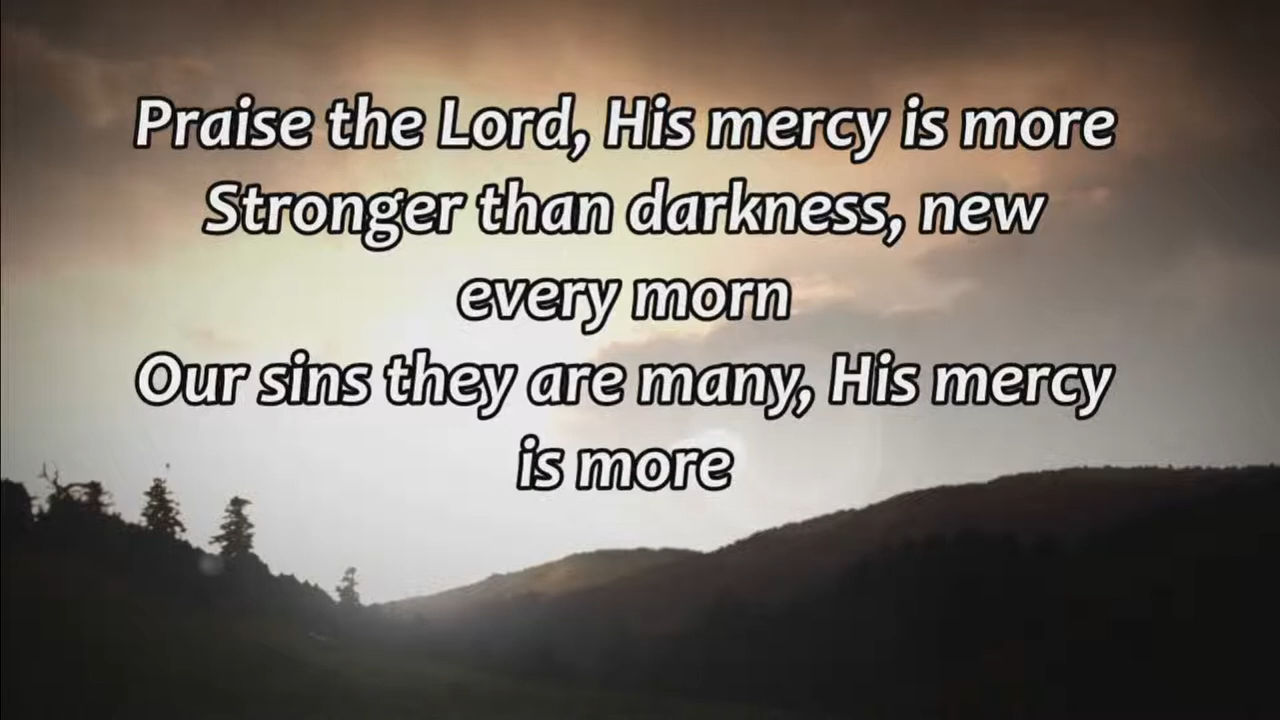 Praise the Lord, His mercy is more
Stronger than darkness, new
every morn
Our sins they are many, His mercy
is more